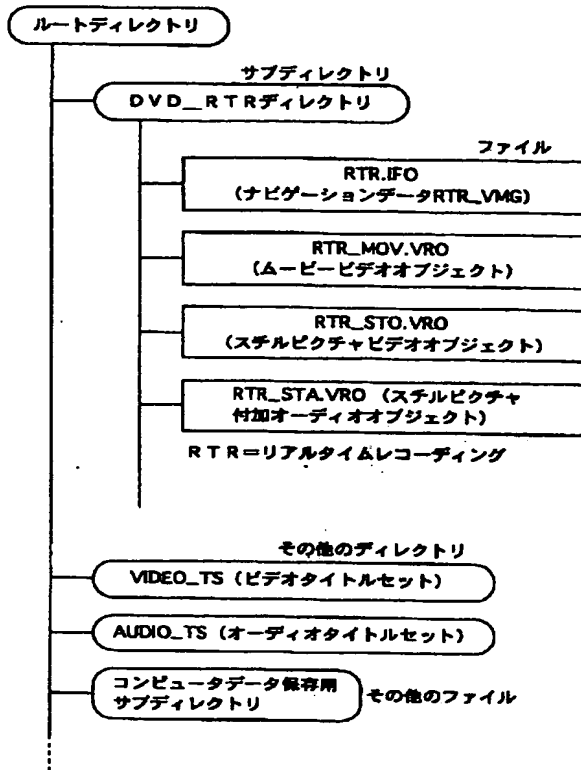 ルートディレクトリ
サブディレクトリ
DVD__RTRディレクトリ
ファイル
RTR.IFO
(ナビゲーションデータRTR_VMG)
RTR_MOV.VRO
(ムービービデオオブジェクト)
RTR_STO.VRO
(スチルピクチャビデオオブジェクト)
RTR_STA.VRO (スチルピクチャ
付加オーディオオブジェクト)
RTR=リアルタイムレコーディング
その他のディレクトリ
VIDEO_TS (ビデオタイトルセット)
AUDIO_TS (オーディオタイトルセット)
コンピュータデータ保存用
サブディレクトリ
その他のファイル